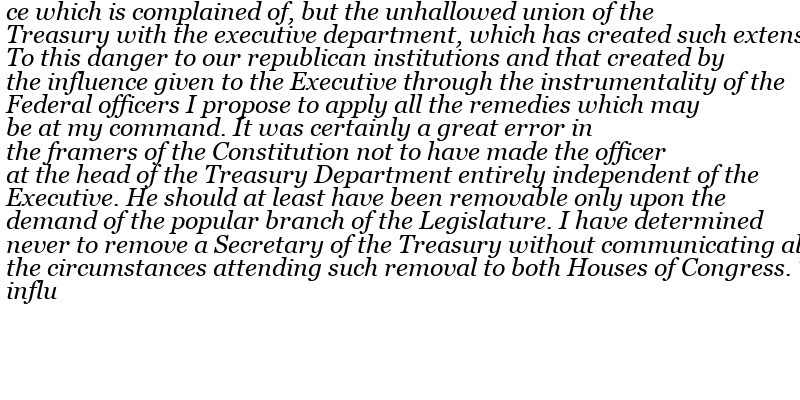 ce which is complained of, but the unhallowed union of the
Treasury with the executive department, which has created such extens
To this danger to our republican institutions and that created by
the influence given to the Executive through the instrumentality of the
Federal officers I propose to apply all the remedies which may
be at my command. It was certainly a great error in
the framers of the Constitution not to have made the officer
at the head of the Treasury Department entirely independent of the
Executive. He should at least have been removable only upon the
demand of the popular branch of the Legislature. I have determined
never to remove a Secretary of the Treasury without communicating al
the circumstances attending such removal to both Houses of Congress.
influ